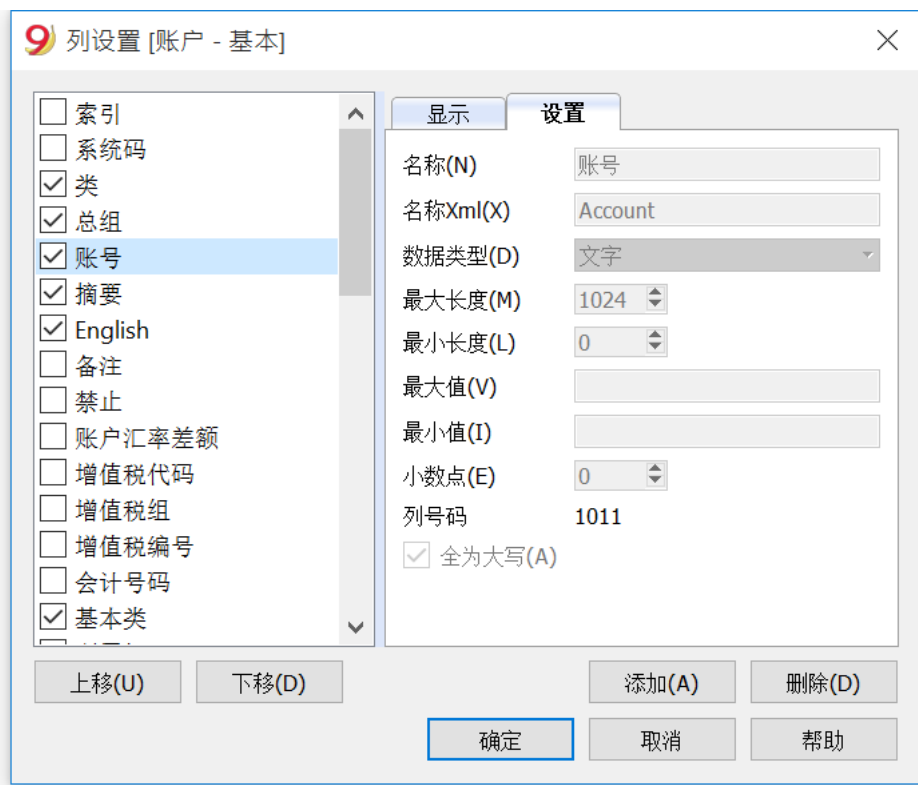 9 列设置 [账户 - 基本]
索引
系统码
类
总组
账号
摘要
English
备注
禁止
账户汇率差额
增值税代码
增值税组
增值税编号
会计号码
基本类
显示 设置
名称(N) 账号
名称Xml(X) Account
数据类型(D) 文字
最大长度(M) 1024
最小长度(L) 0
最大值(V)
最小值(I)
小数点(E) 0
列号码 1011
全为大写(A)
上移(U) 下移(D) 添加(A) 删除(D)
确定 取消 帮助